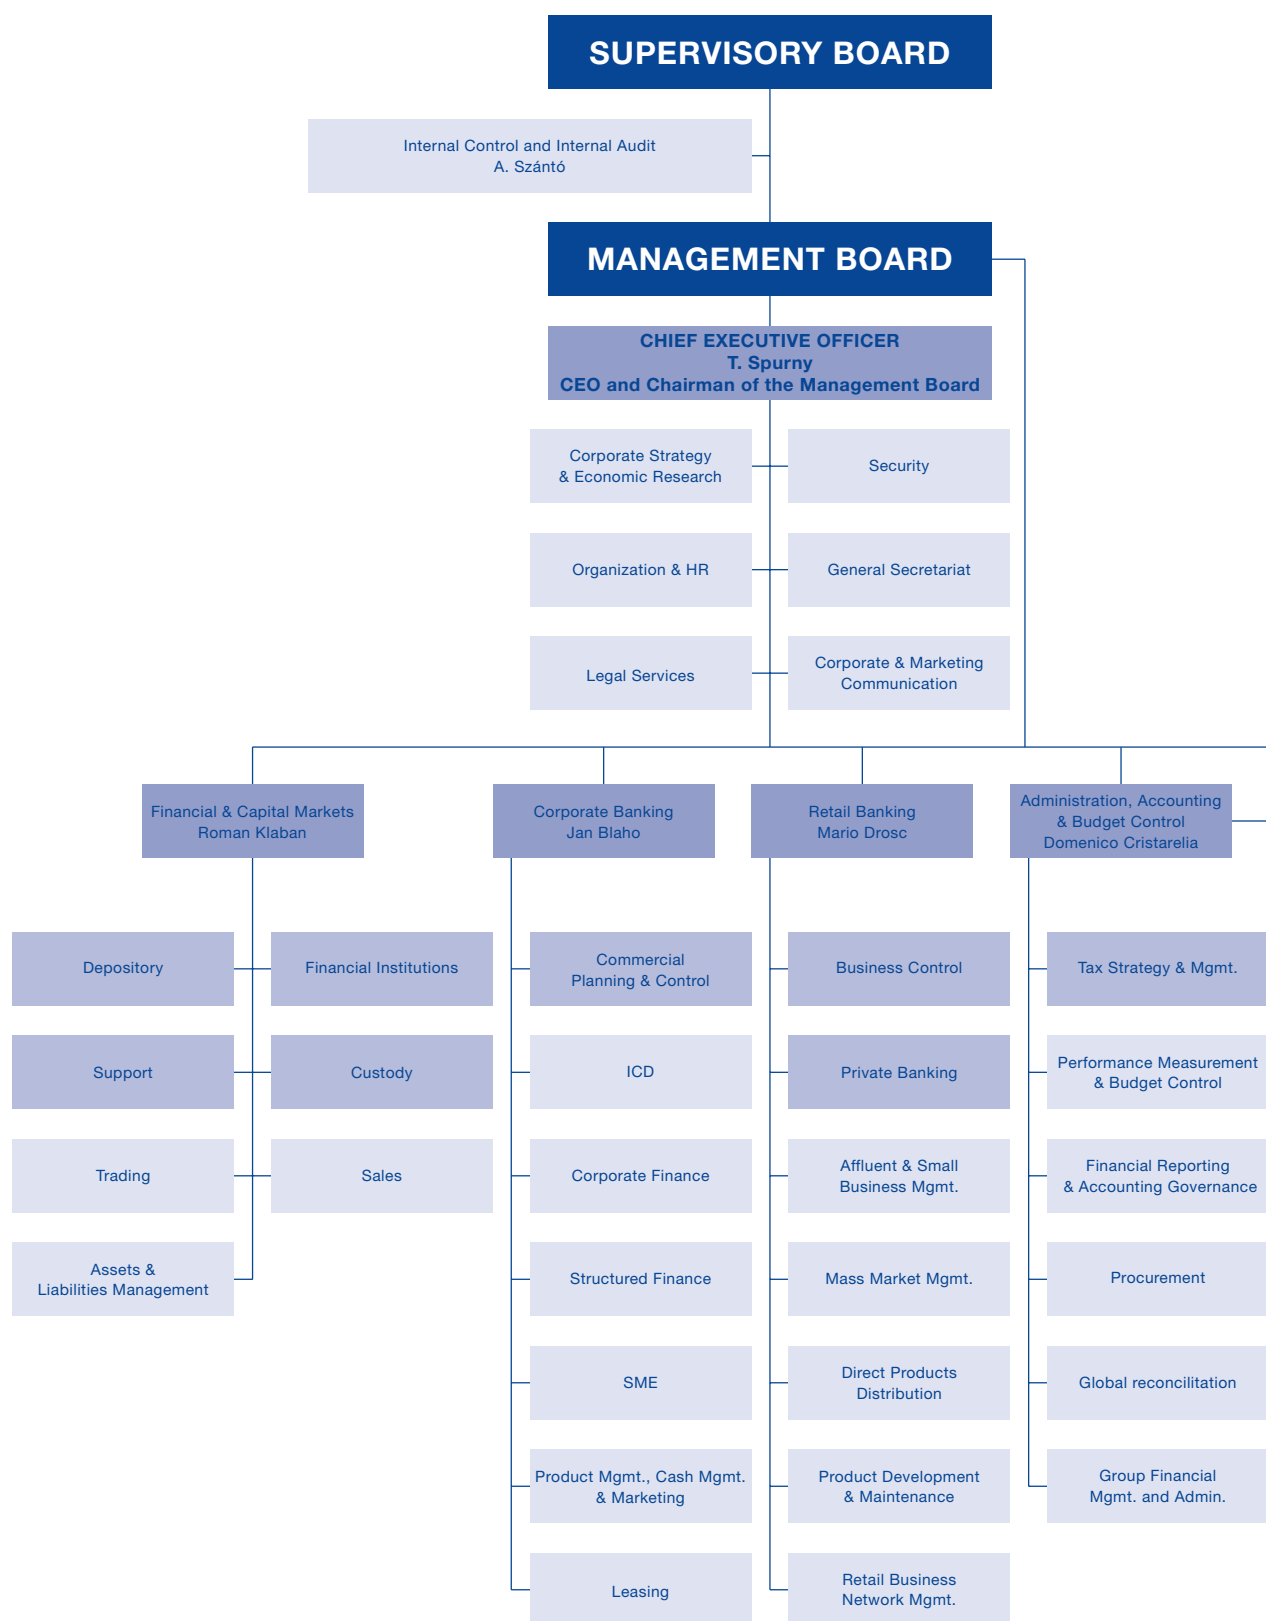 SUPERVISORY BOARD
Internal Control and Internal Audit
A. Szántó
MANAGEMENT BOARD
CHIEF EXECUTIVE OFFICER
T. Spurny
CEO and Chairman of the Management Board
Corporate Strategy
& Economic Research
Security
Organization & HR
General Secretariat
Legal Services
Corporate & Marketing
Communication
Financial & Capital Markets
Roman Klaban
Corporate Banking
Jan Blaho
Retail Banking
Mario Drosc
Administration, Accounting
& Budget Control
Domenico Cristarelia
Depository
Financial Institutions
Support
Custody
Trading
Sales
Assets &
Liabilities Management
Commercial
Planning & Control
ICD
Corporate Finance
Structured Finance
SME
Product Mgmt., Cash Mgmt.
& Marketing
Leasing
Business Control
Private Banking
Affluent & Small
Business Mgmt.
Mass Market Mgmt.
Direct Products
Distribution
Product Development
& Maintenance
Retail Business
Network Mgmt.
Tax Strategy & Mgmt.
Performance Measurement
& Budget Control
Financial Reporting
& Accounting Governance
Procurement
Global reconcilitation
Group Financial
Mgmt. and Admin.